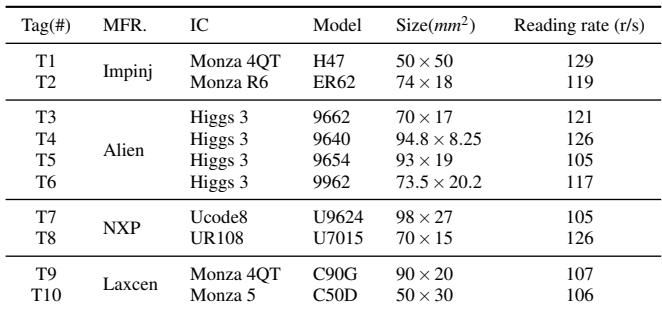 Tag(#) MFR. IC Model Size(mm²) Reading rate (r/s)
T1 Impinj Monza 4QT H47 50 × 50 129
T2 Monza R6 ER62 74 × 18 119
T3 Alien Higgs 3 9662 70 × 17 121
T4 Higgs 3 9640 94.8 × 8.25 126
T5 Higgs 3 9654 93 × 19 105
T6 Higgs 3 9962 73.5 × 20.2 117
T7 NXP Ucode8 U9624 98 × 27 105
T8 UR108 U7015 70 × 15 126
T9 Laxcen Monza 4QT C90G 90 × 20 107
T10 Monza 5 C50D 50 × 30 106